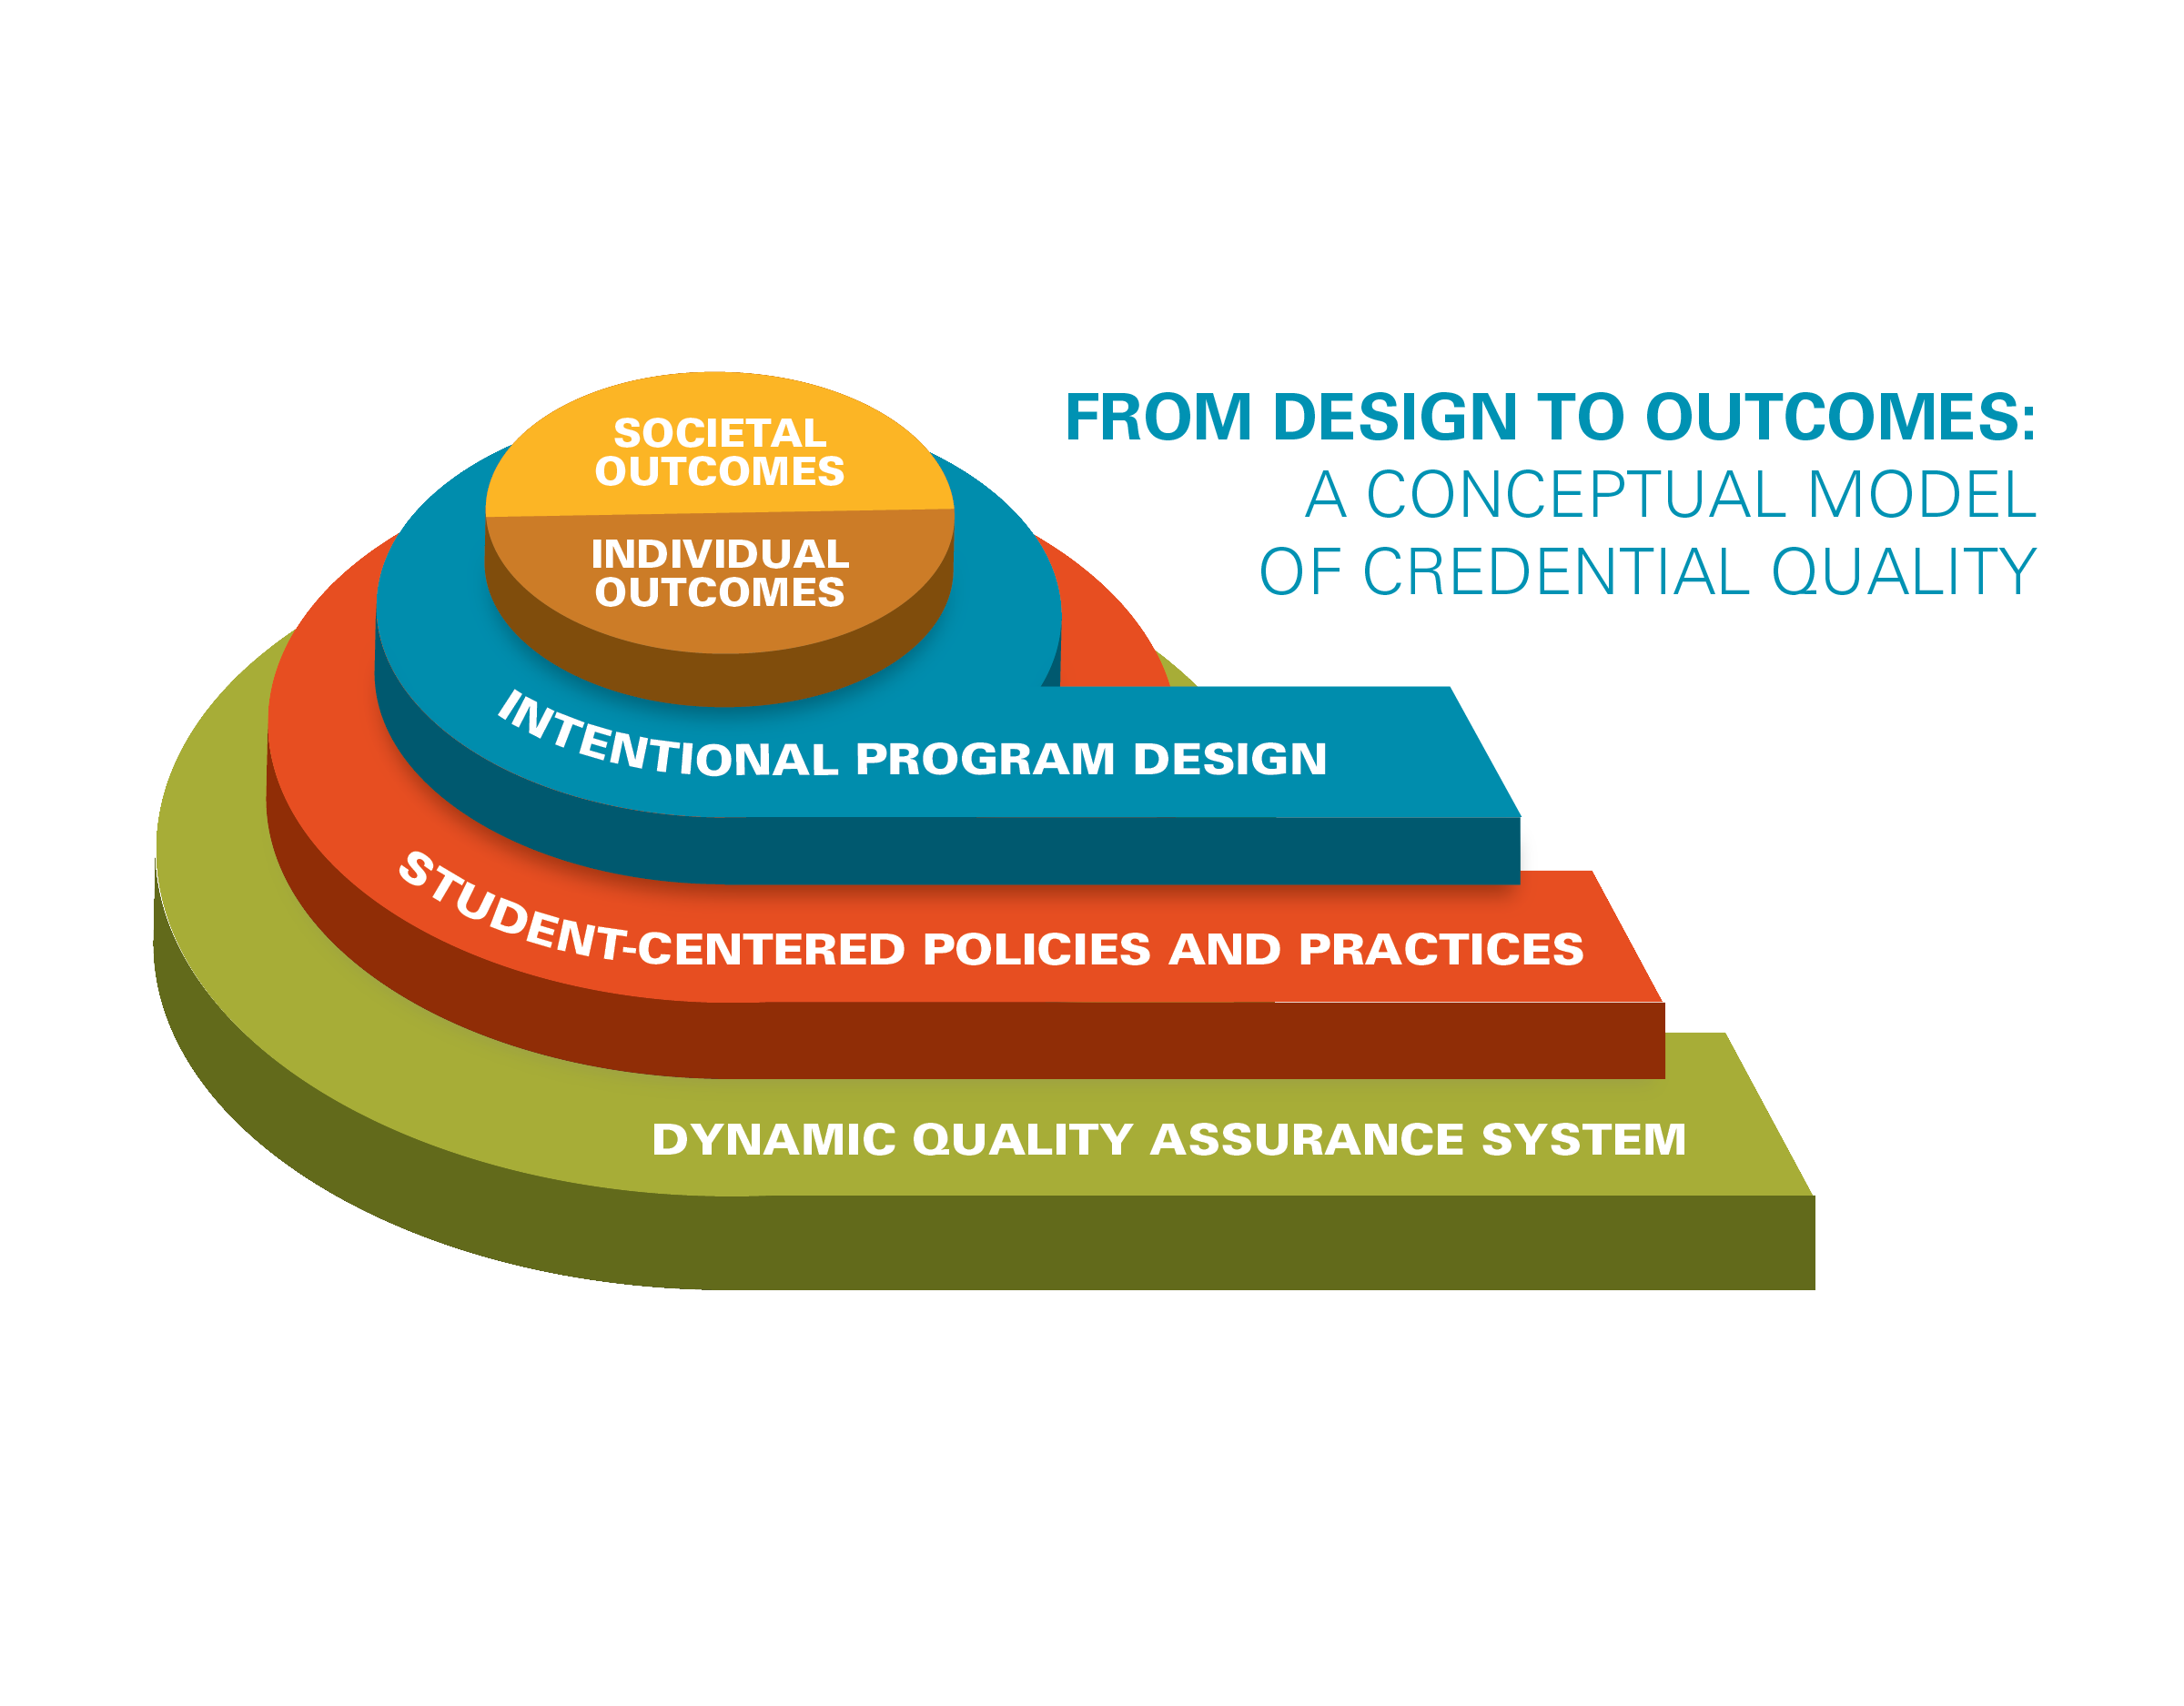 FROM DESIGN TO OUTCOMES:
A CONCEPTUAL MODEL
OF CREDENTIAL QUALITY
SOCIETAL
OUTCOMES
INDIVIDUAL
OUTCOMES
INTENTIONAL PROGRAM DESIGN
STUDENT-CENTERED POLICIES AND PRACTICES
DYNAMIC QUALITY ASSURANCE SYSTEM